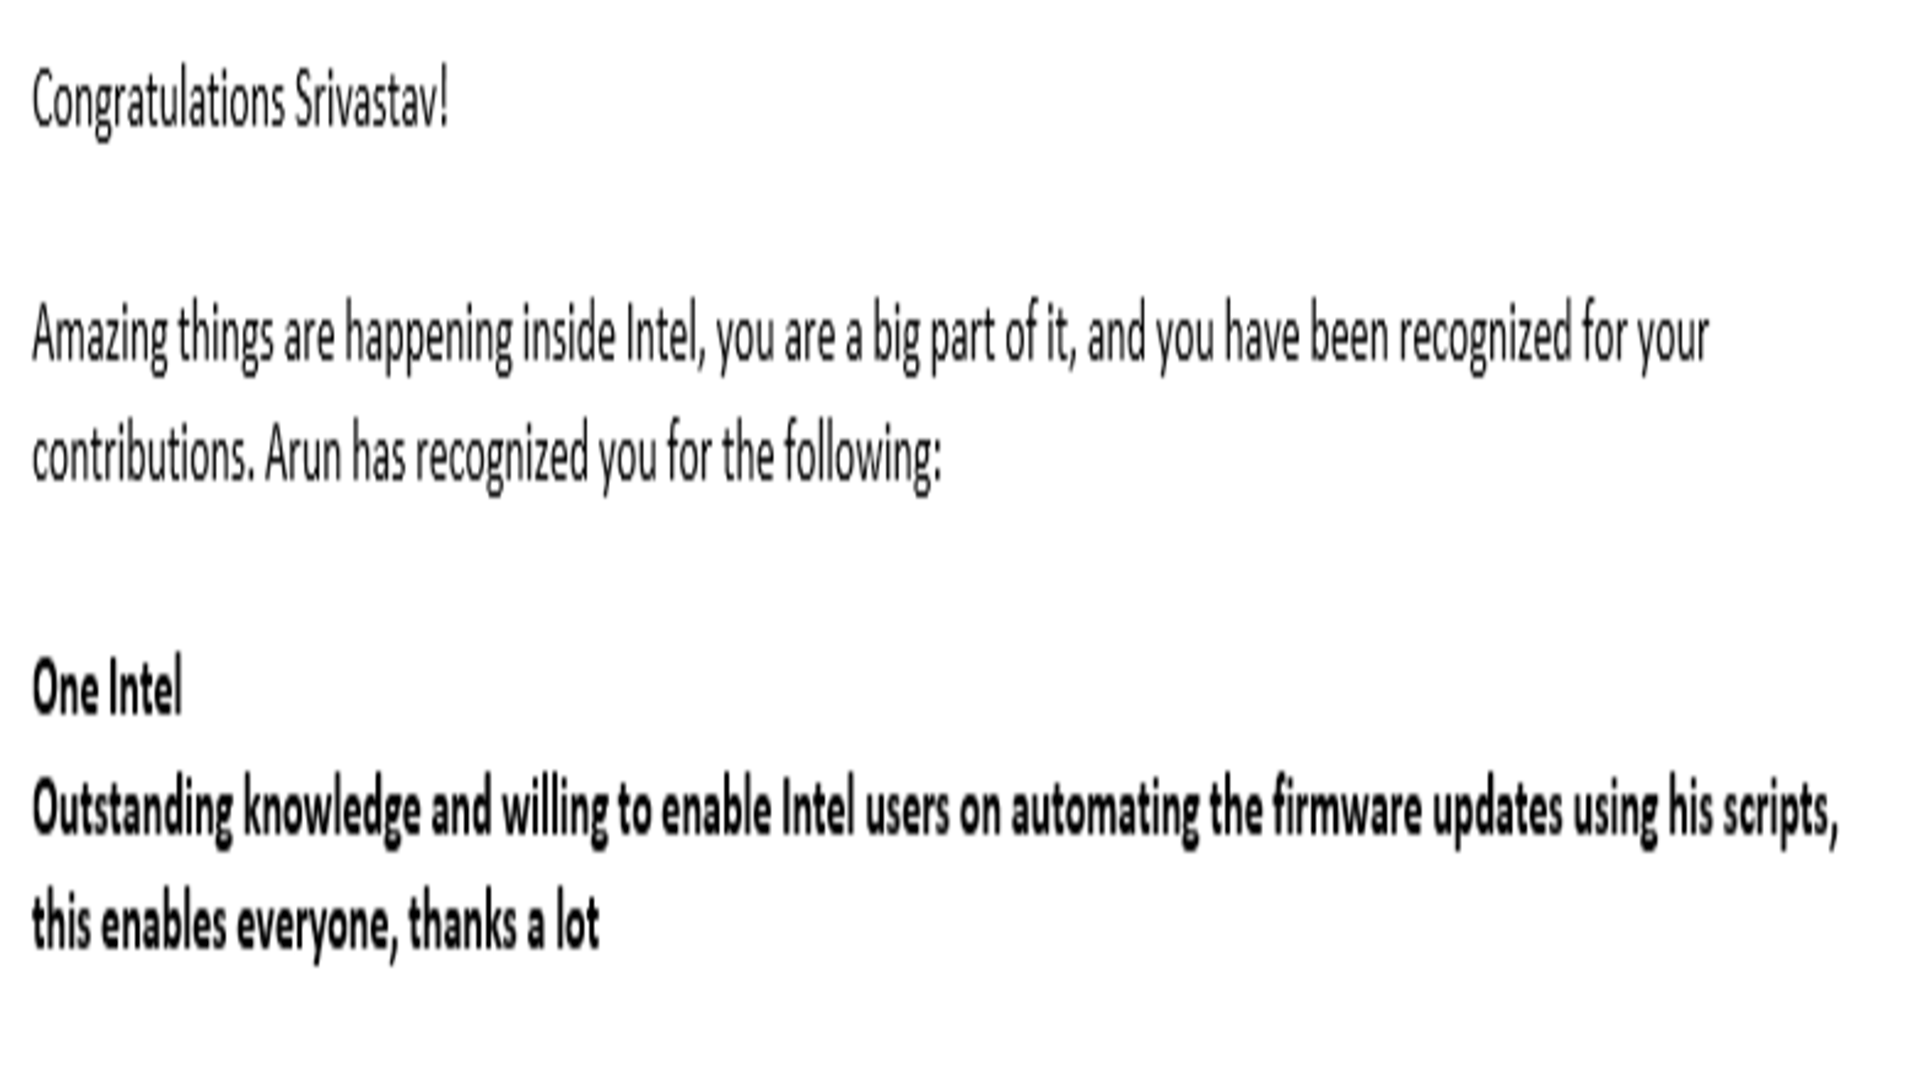 Congratulations Srivastav!
Amazing things are happening inside Intel, you are a big part of it, and you have been recognized for your
contributions. Arun has recognized you for the following:
One Intel
Outstanding knowledge and willing to enable Intel users on automating the firmware updates using his scripts,
this enables everyone, thanks a lot